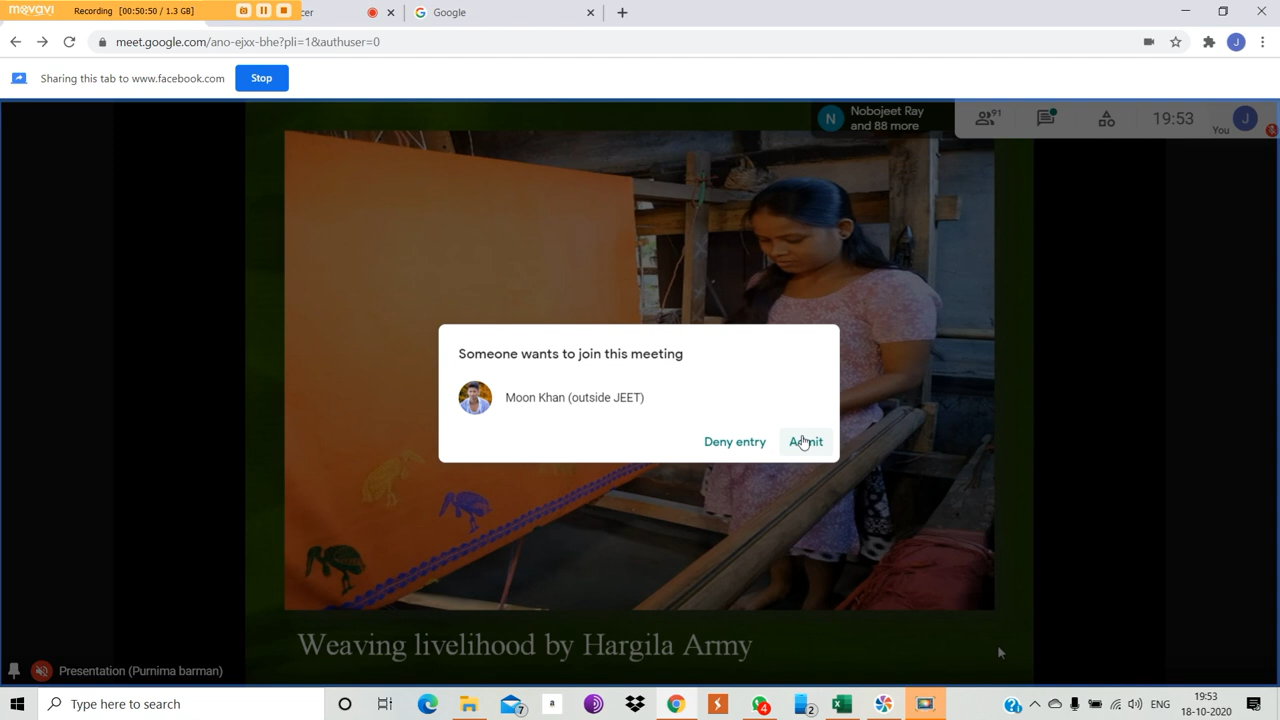 movavi
Recording [00:50:50 / 1.3 GB]
cer
Google
meet.google.com/ano-ejxx-bhe?pli=1&authuser=0
J
Sharing this tab to www.facebook.com
Stop
N
Nobojeet Ray
and 88 more
91
19:53
You
J
Someone wants to join this meeting
Moon Khan (outside JEET)
Deny entry
Admit
Weaving livelihood by Hargila Army
Presentation (Purnima barman)
Type here to search
7
a
4
2
ENG
19:53
18-10-2020